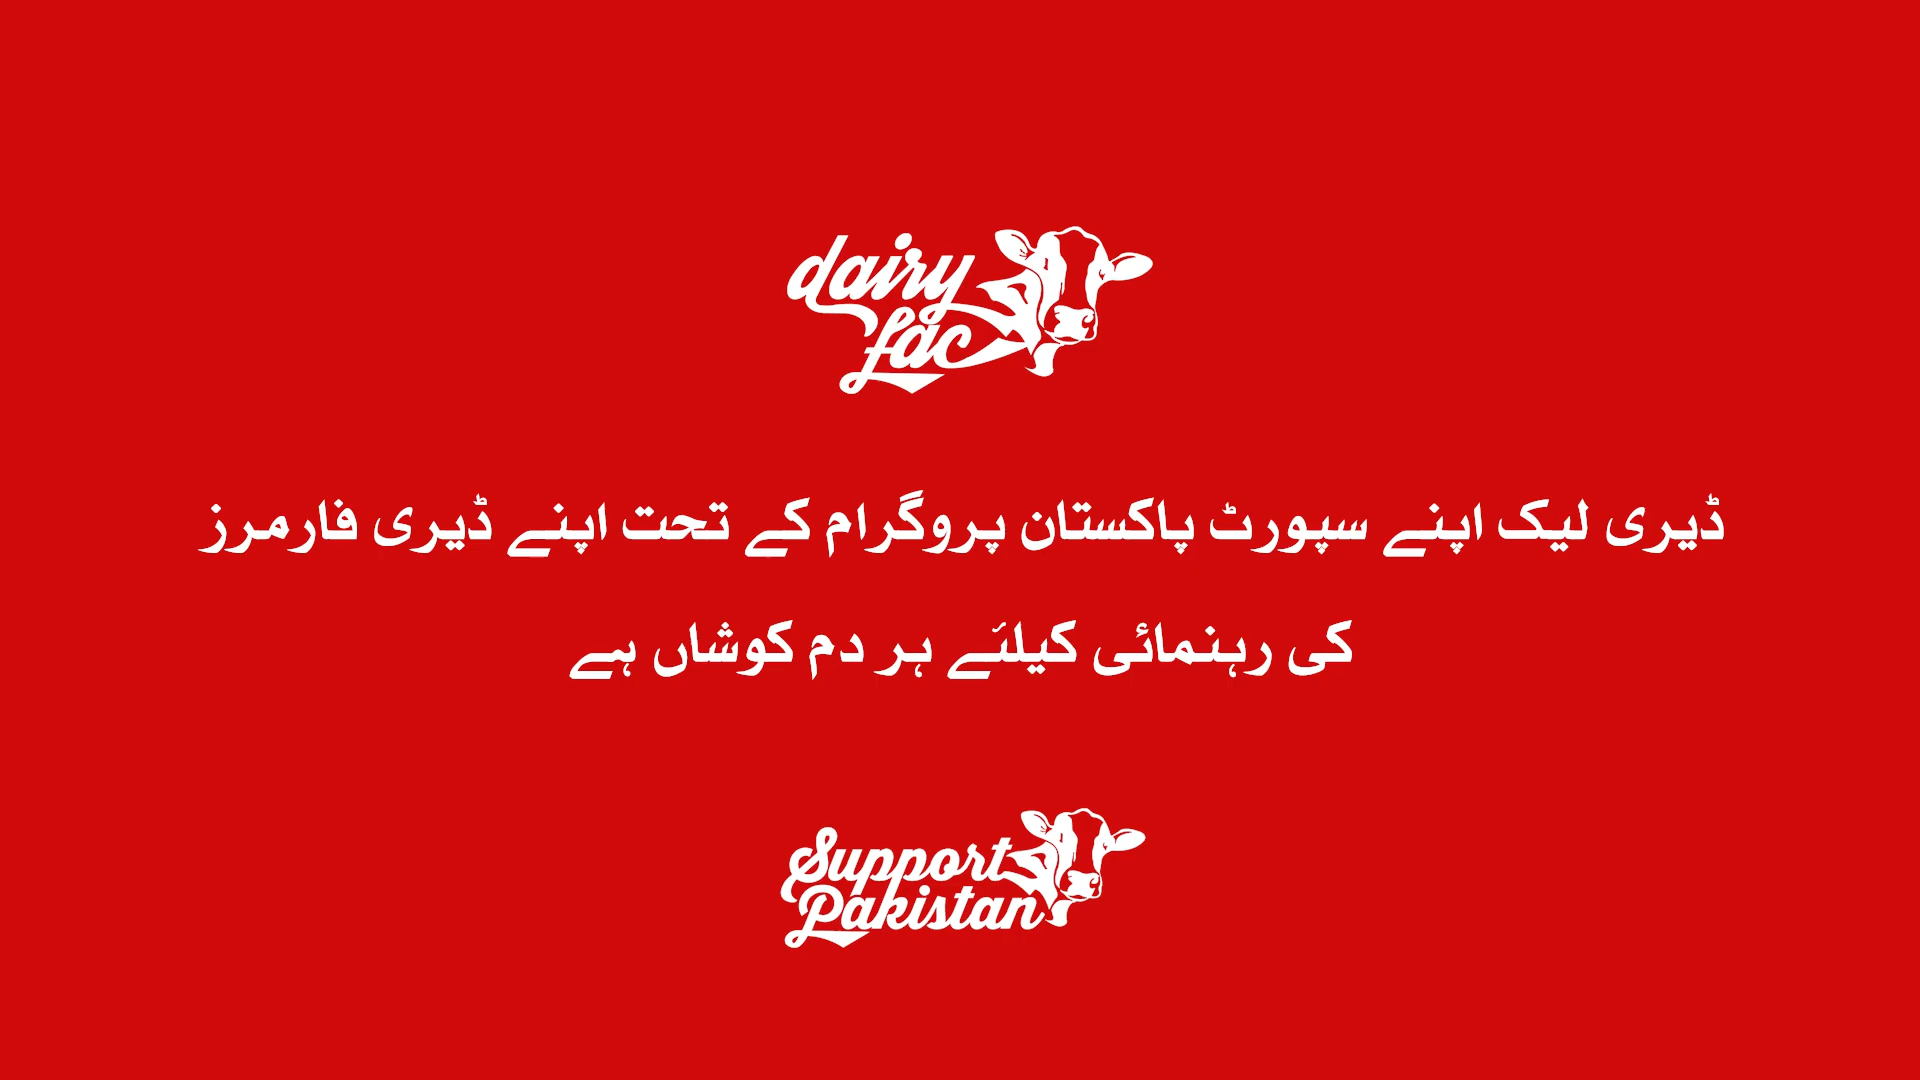 dairy
lac
ڈیری لیک اپنے سپورٹ پاکستان پروگرام کے تحت اپنے ڈیری فارمرز
کی رہنمائی کیلئے ہر دم کوشاں ہے
Support
Pakistan